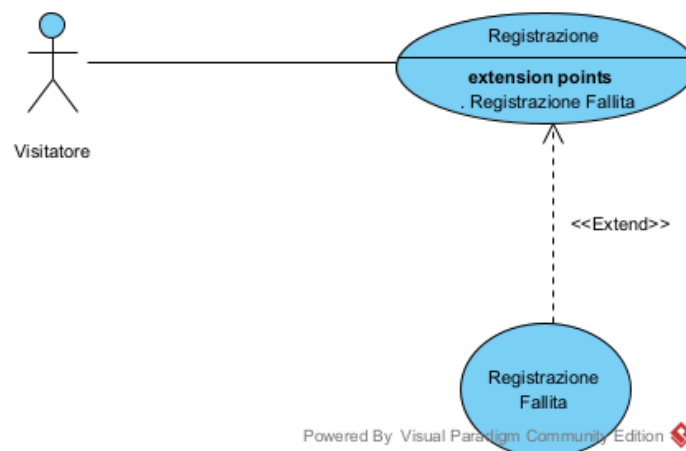 Registrazione
extension points
. Registrazione Fallita
Visitatore
<<Extend>>
Registrazione
Fallita
Powered By Visual Paradigm Community Edition